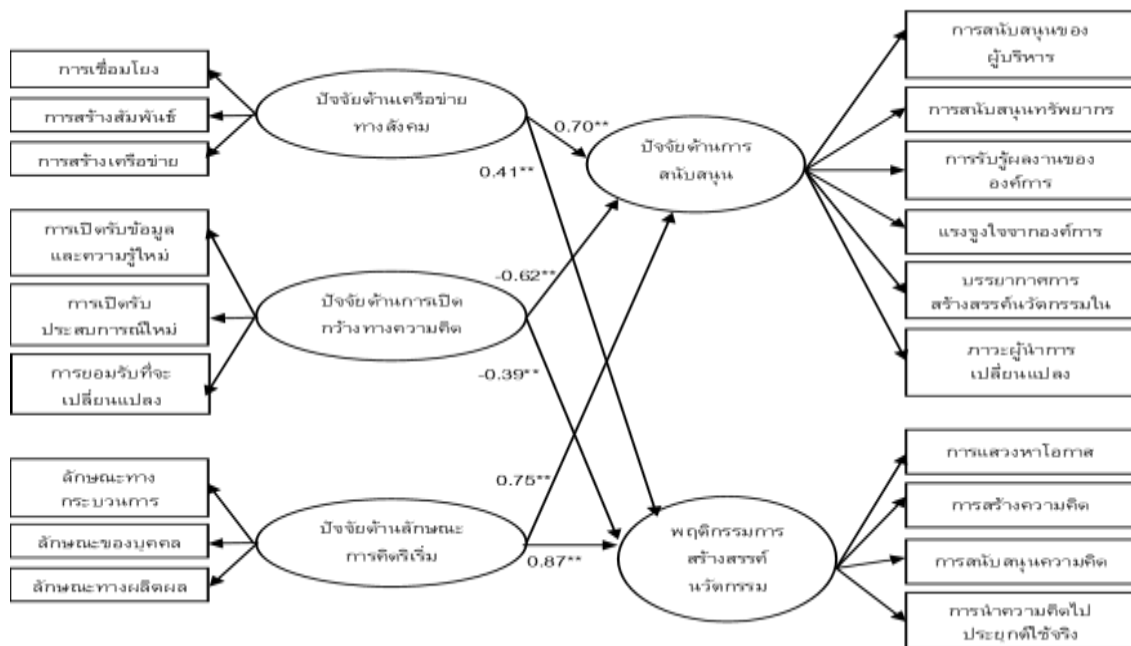 การเชื่อมโยง
การสร้างสัมพันธ์
การสร้างเครือข่าย
ปัจจัยด้านเครือข่าย
ทางสังคม
0.70**
0.41**
ปัจจัยด้านการ
สนับสนุน
การสนับสนุนของ
ผู้บริหาร
การสนับสนุนทรัพยากร
การรับรู้ผลงานของ
องค์การ
แรงจูงใจจากองค์การ
บรรยากาศการ
สร้างสรรค์นวัตกรรมใน
ภาวะผู้นำการ
เปลี่ยนแปลง
การเปิดรับข้อมูล
และความรู้ใหม่
การเปิดรับ
ประสบการณ์ใหม่
การยอมรับที่จะ
เปลี่ยนแปลง
ปัจจัยด้านการเปิด
กว้างทางความคิด
-0.62**
-0.39**
ลักษณะทาง
กระบวนการ
ลักษณะของบุคคล
ลักษณะทางผลิตผล
ปัจจัยด้านลักษณะ
การคิดริเริ่ม
0.75**
0.87**
พฤติกรรมการ
สร้างสรรค์
นวัตกรรม
การแสวงหาโอกาส
การสร้างความคิด
การสนับสนุนความคิด
การนำความคิดไป
ประยุกต์ใช้จริง